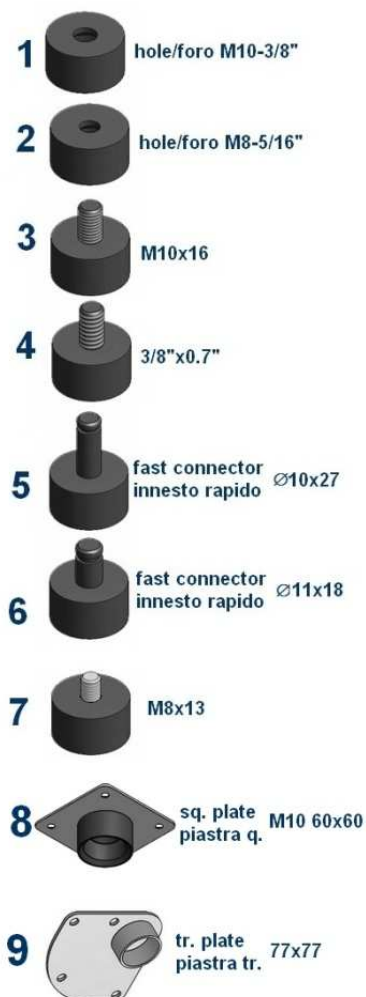 1 hole/foro M10-3/8"
2 hole/foro M8-5/16"
3 M10x16
4 3/8"x0.7"
5 fast connector
innesto rapido ∅10x27
6 fast connector
innesto rapido ∅11x18
7 M8x13
8 sq. plate
piastra q. M10 60x60
9 tr. plate
piastra tr. 77x77